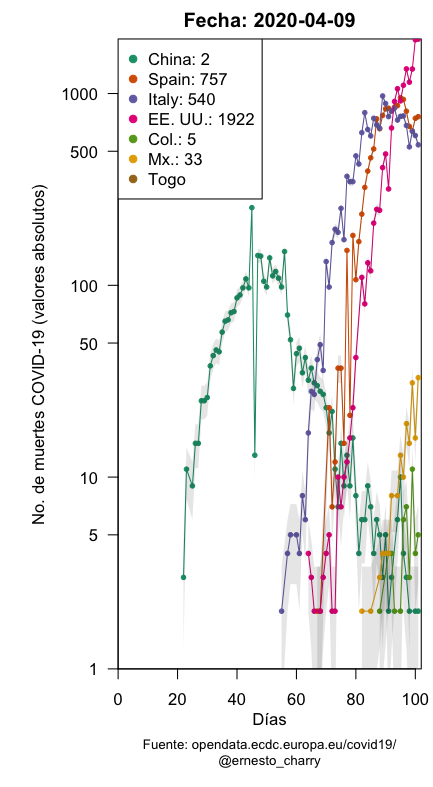 Fecha: 2020-04-09
China: 2
Spain: 757
Italy: 540
EE. UU.: 1922
Col.: 5
Mx.: 33
Togo
No. de muertes COVID-19 (valores absolutos)
1000
500
100
50
10
5
1
0 20 40 60 80 100
Días
Fuente: opendata.ecdc.europa.eu/covid19/
@ernesto_charry